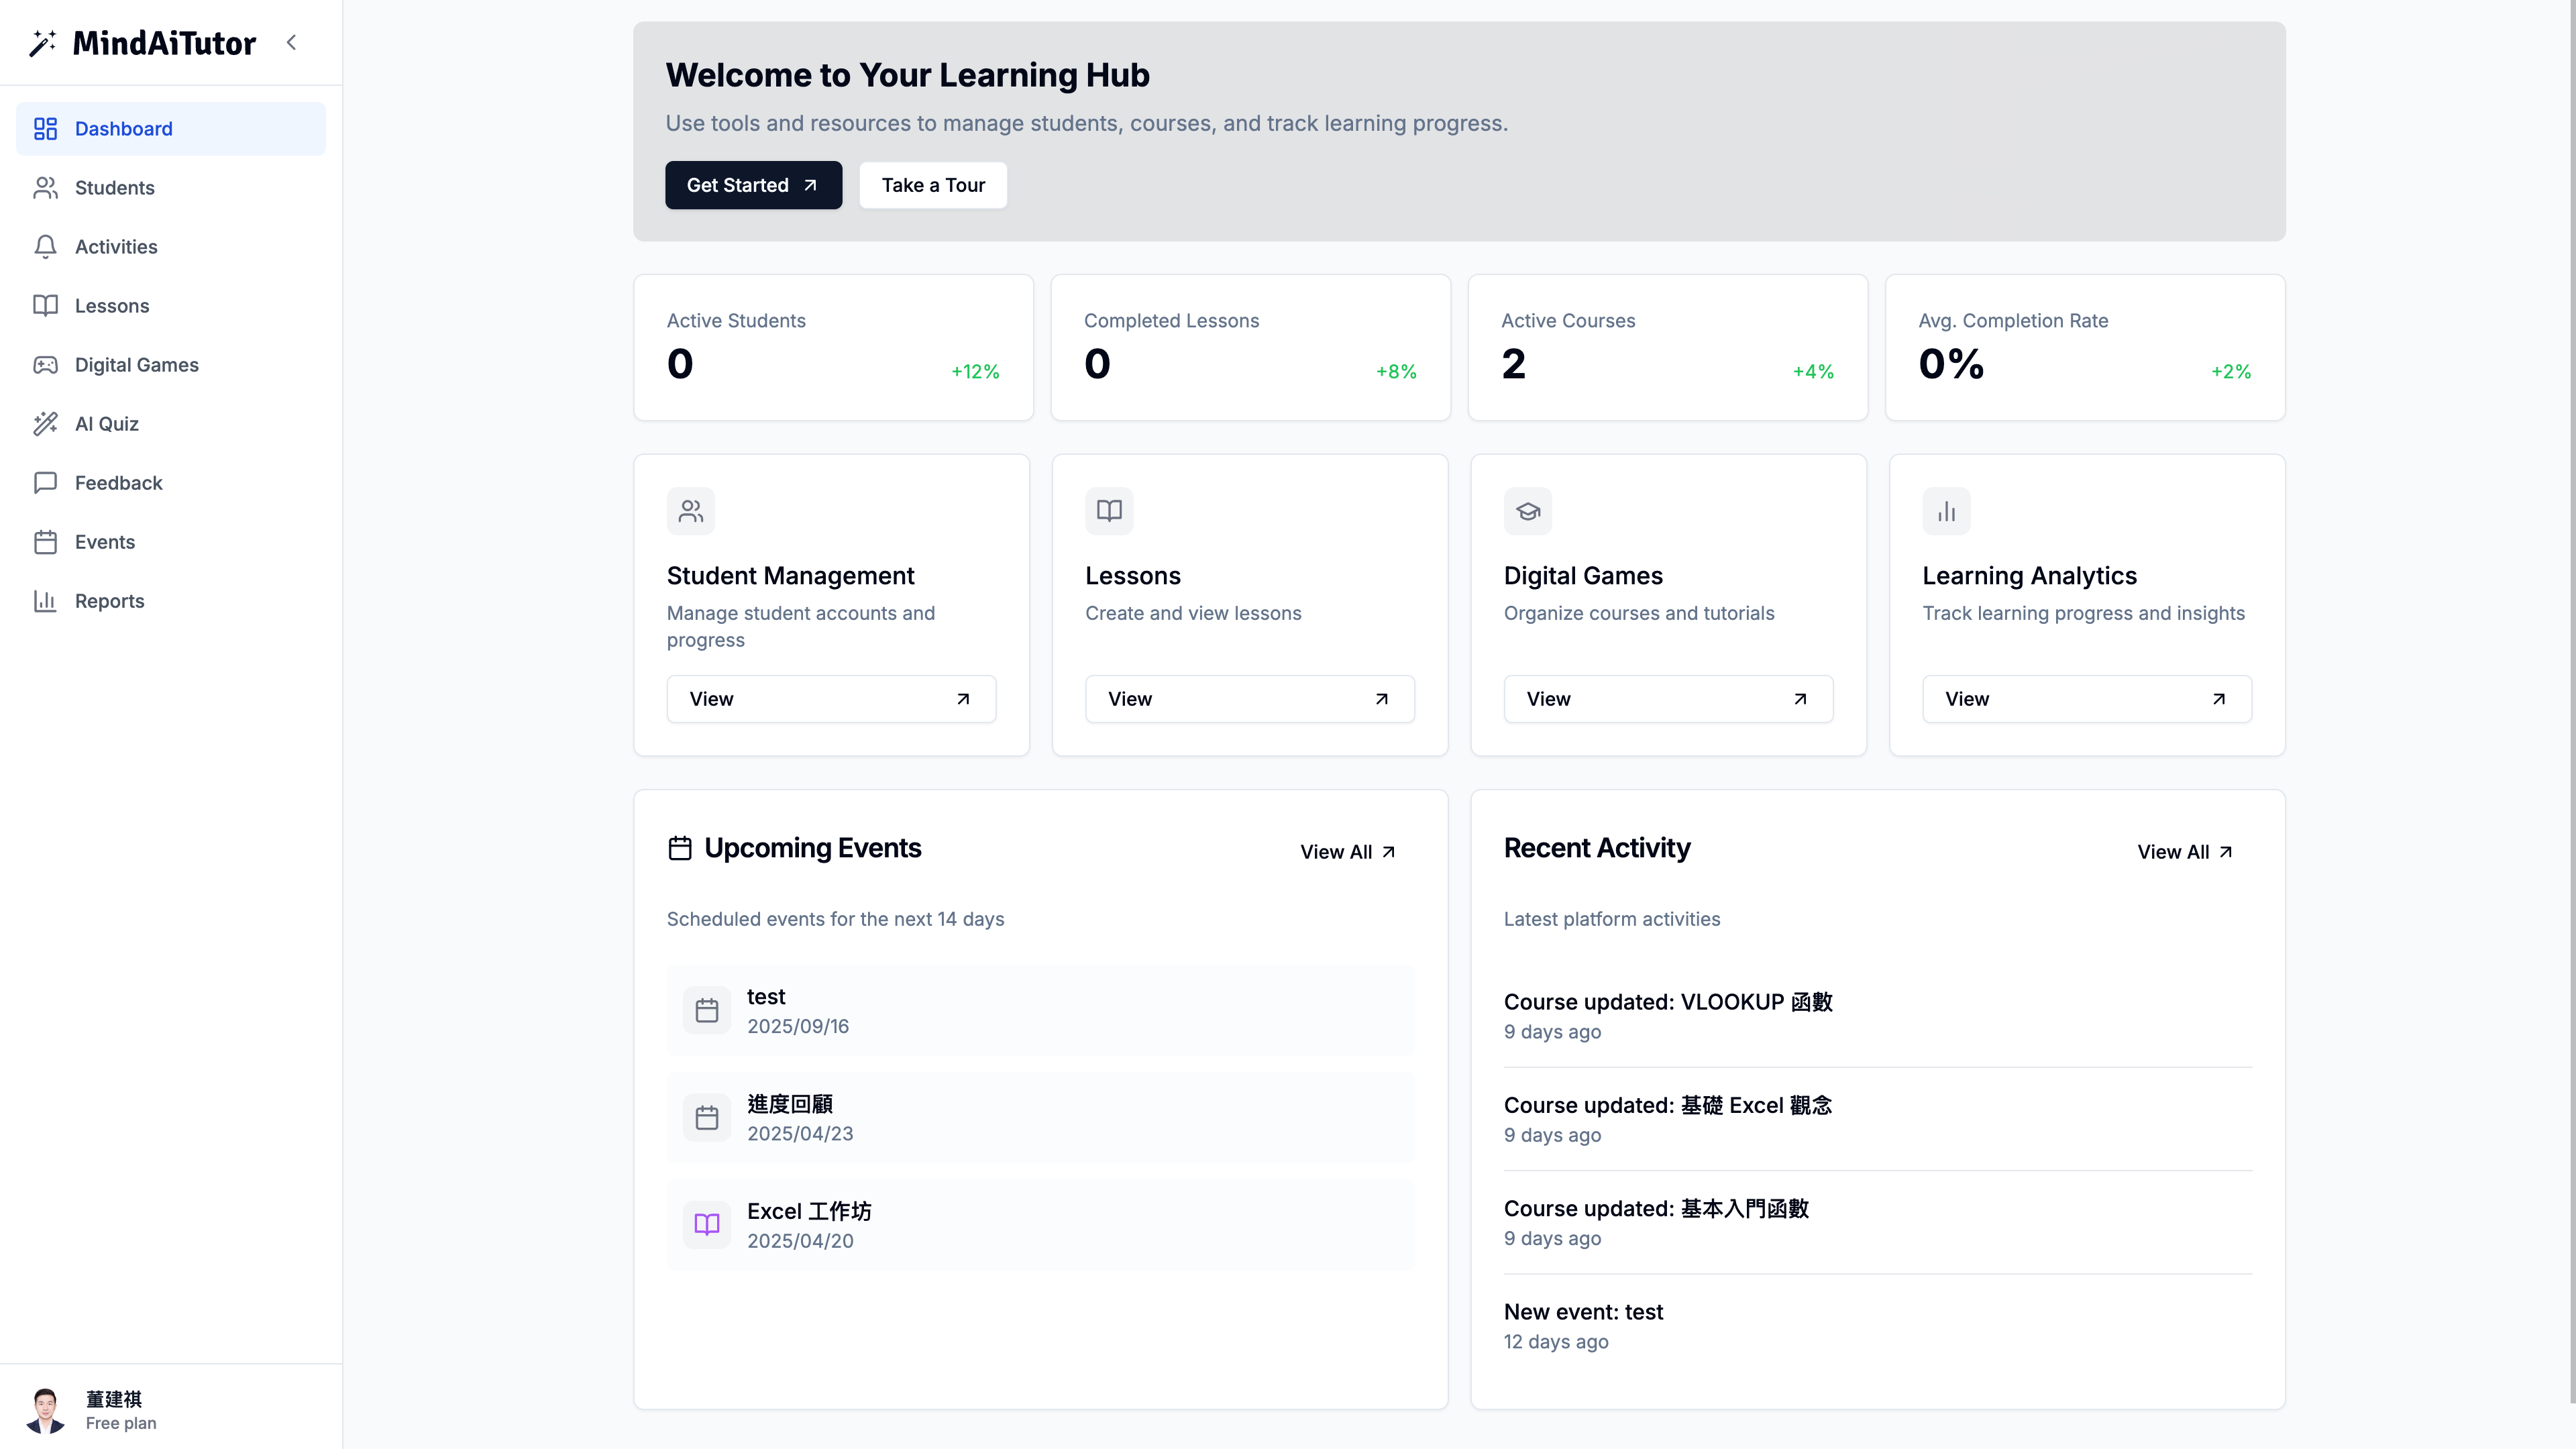 MindAiTutor
Dashboard
Students
Activities
Lessons
Digital Games
AI Quiz
Feedback
Events
Reports
董建祺
Free plan
Welcome to Your Learning Hub
Use tools and resources to manage students, courses, and track learning progress.
Get Started
Take a Tour
Active Students
0
+12%
Completed Lessons
0
+8%
Active Courses
2
+4%
Avg. Completion Rate
0%
+2%
Student Management
Manage student accounts and
progress
View
Lessons
Create and view lessons
View
Digital Games
Organize courses and tutorials
View
Learning Analytics
Track learning progress and insights
View
Upcoming Events
View All
Scheduled events for the next 14 days
test
2025/09/16
進度回顧
2025/04/23
Excel 工作坊
2025/04/20
Recent Activity
View All
Latest platform activities
Course updated: VLOOKUP 函數
9 days ago
Course updated: 基礎 Excel 觀念
9 days ago
Course updated: 基本入門函數
9 days ago
New event: test
12 days ago